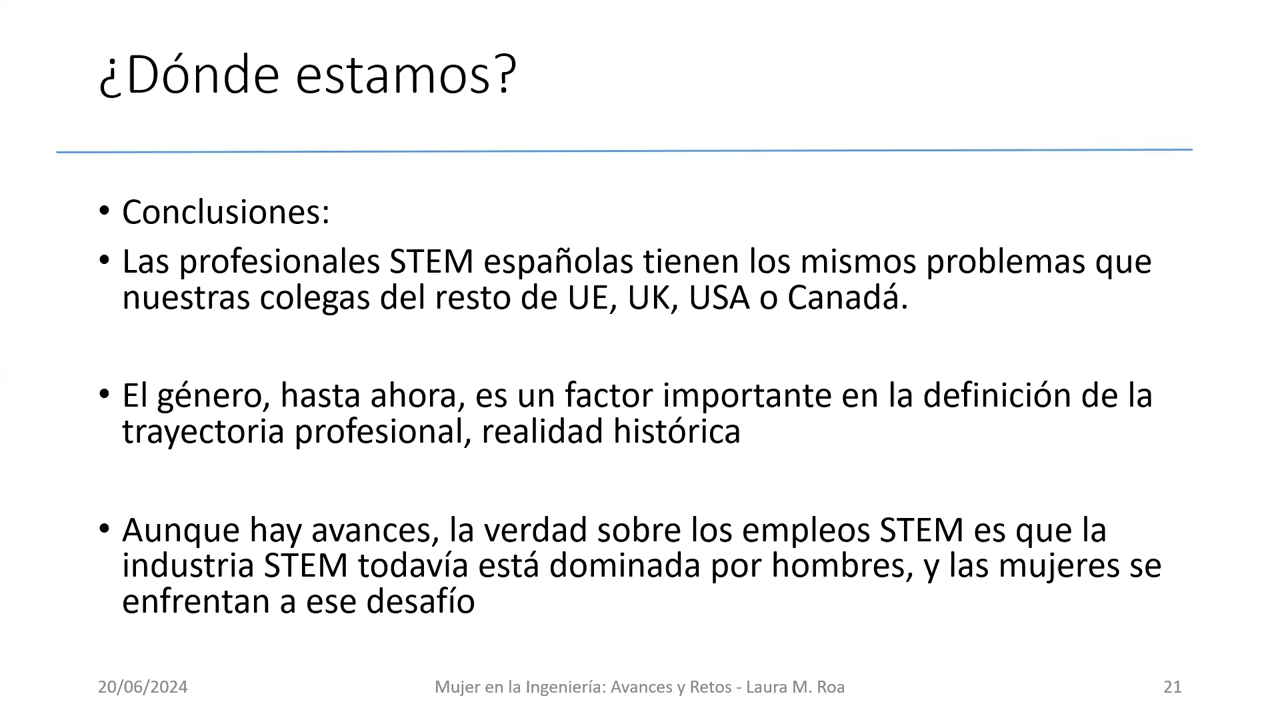 ¿Dónde estamos?
• Conclusiones:
• Las profesionales STEM españolas tienen los mismos problemas que
nuestras colegas del resto de UE, UK, USA o Canadá.
• El género, hasta ahora, es un factor importante en la definición de la
trayectoria profesional, realidad histórica
• Aunque hay avances, la verdad sobre los empleos STEM es que la
industria STEM todavía está dominada por hombres, y las mujeres se
enfrentan a ese desafío
20/06/2024
Mujer en la Ingeniería: Avances y Retos - Laura M. Roa
21